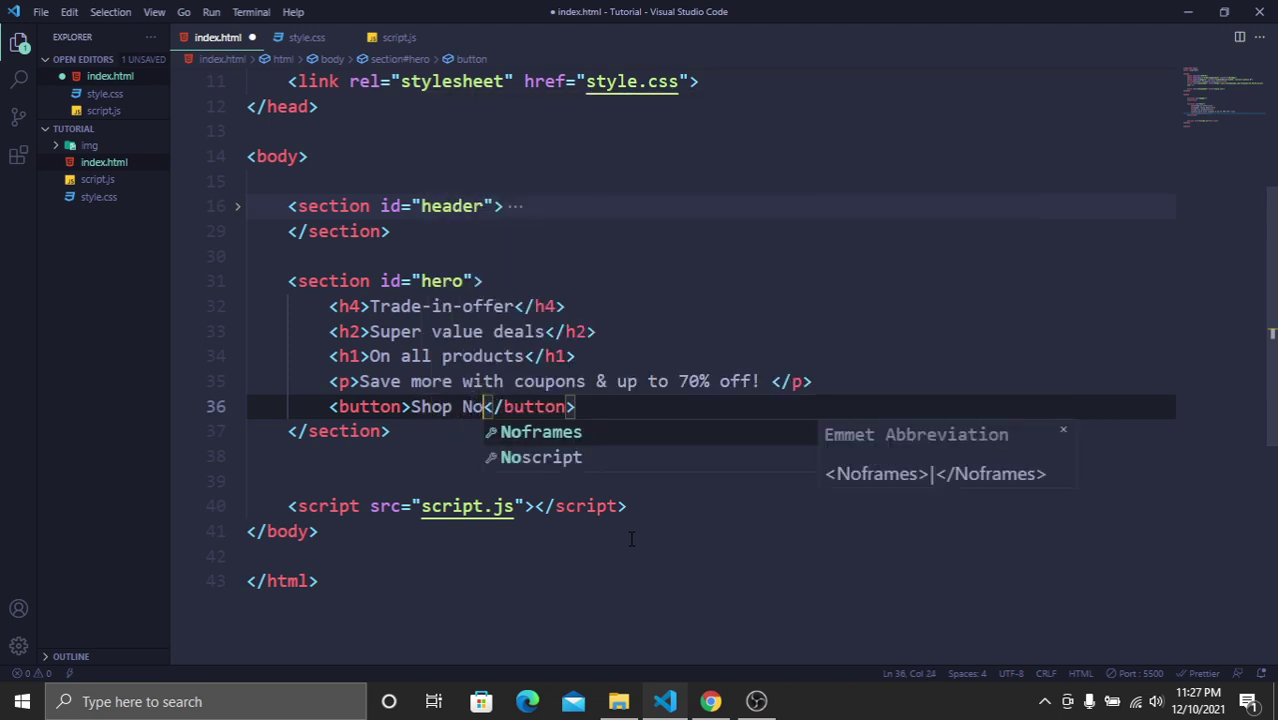 File Edit Selection View Go Run Terminal Help
● index.html - Tutorial - Visual Studio Code
EXPLORER
index.html ●
style.css
script.js
OPEN EDITORS 1 UNSAVED
● index.html
style.css
script.js
TUTORIAL
img
index.html
script.js
style.css
OUTLINE
index.html > html > body > section#hero > button
11 <link rel="stylesheet" href="style.css">
12 </head>
13
14 <body>
15
16 <section id="header"> ···
29 </section>
30
31 <section id="hero">
32 <h4>Trade-in-offer</h4>
33 <h2>Super value deals</h2>
34 <h1>On all products</h1>
35 <p>Save more with coupons & up to 70% off! </p>
36 <button>Shop No</button>
37 </section>
38
39
40 <script src="script.js"></script>
41 </body>
42
43 </html>
Noframes
Noscript
Emmet Abbreviation
<Noframes>|</Noframes>
0 0
Ln 36, Col 24 Spaces: 4 UTF-8 CRLF HTML Port : 5500 Prettier
Type here to search
11:27 PM
12/10/2021